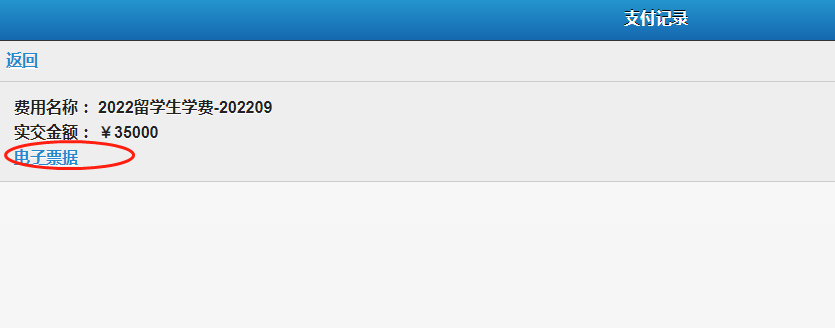 支付记录
返回
费用名称： 2022留学生学费-202209
实交金额： ￥35000
电子票据